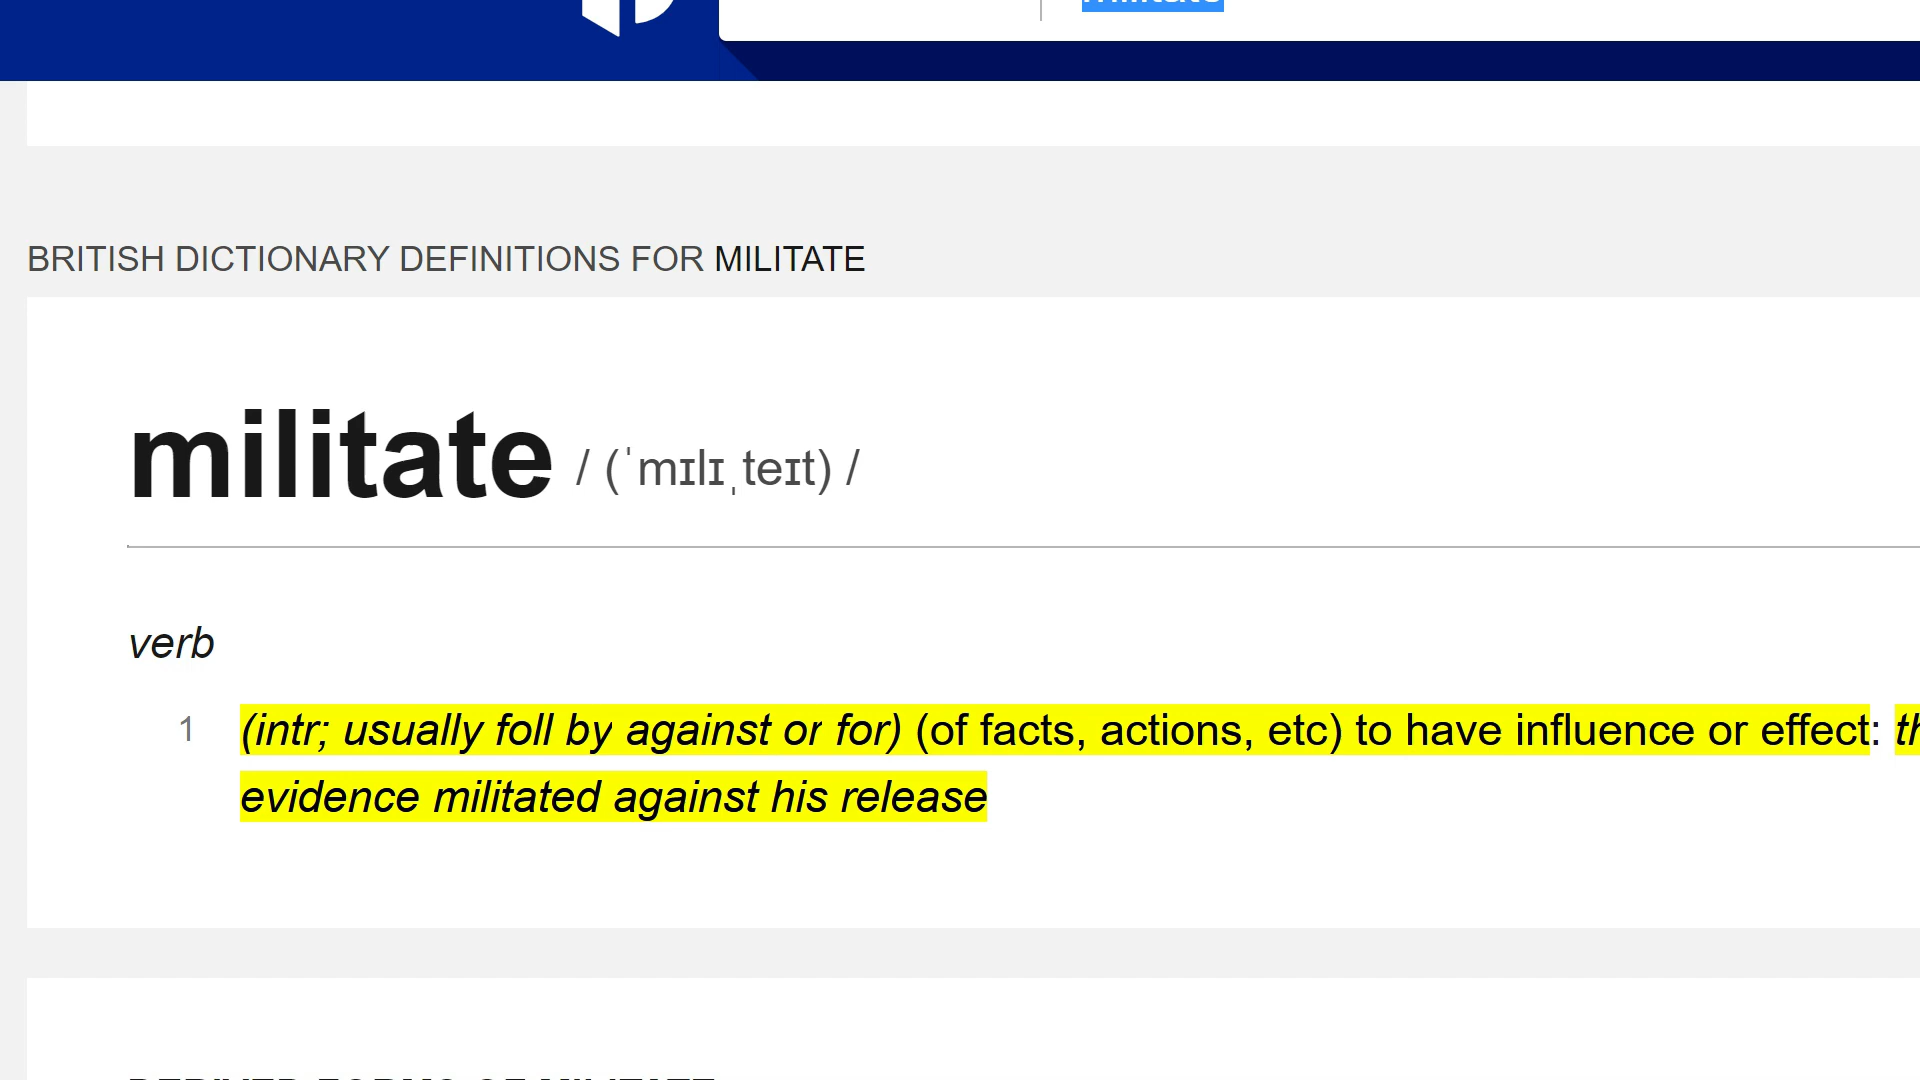 BRITISH DICTIONARY DEFINITIONS FOR MILITATE
militate / (ˈmɪlɪˌteɪt) /
verb
1 (intr; usually foll by against or for) (of facts, actions, etc) to have influence or effect:
evidence militated against his release